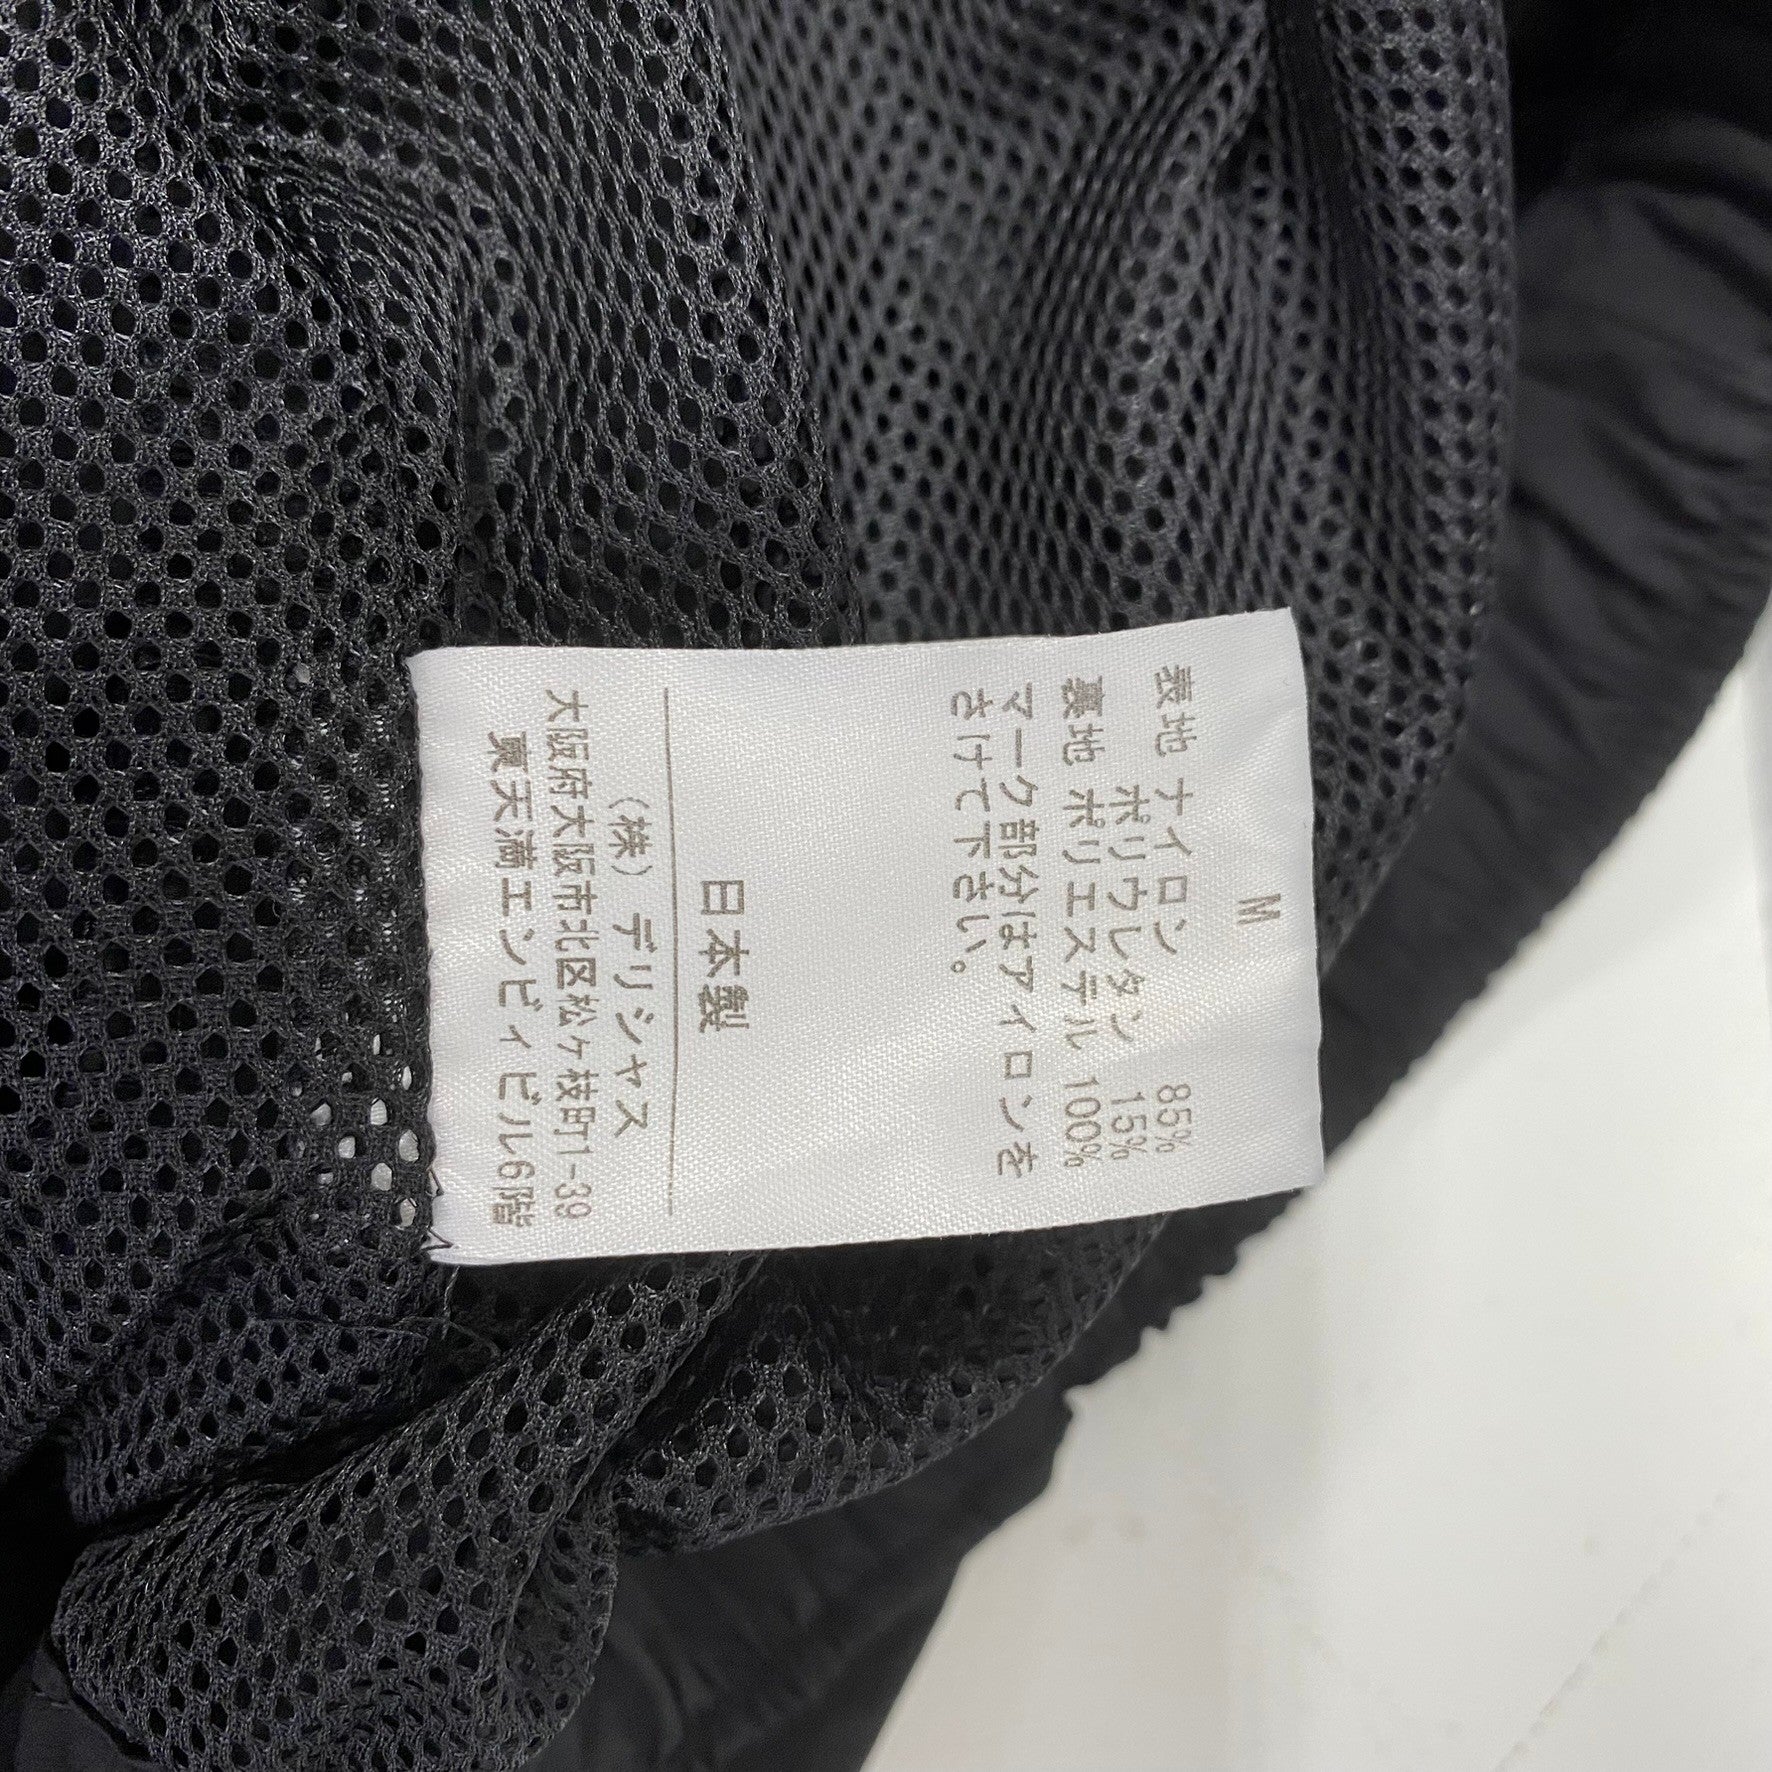 M
表地 ナイロン 85%
ポリウレタン 15%
裏地 ポリエステル 100%
マーク部分はアイロンを
さけて下さい。
日本製
(株) デリシャス
大阪府大阪市北区松ヶ枝町1-39
東天満エンビィビル6階